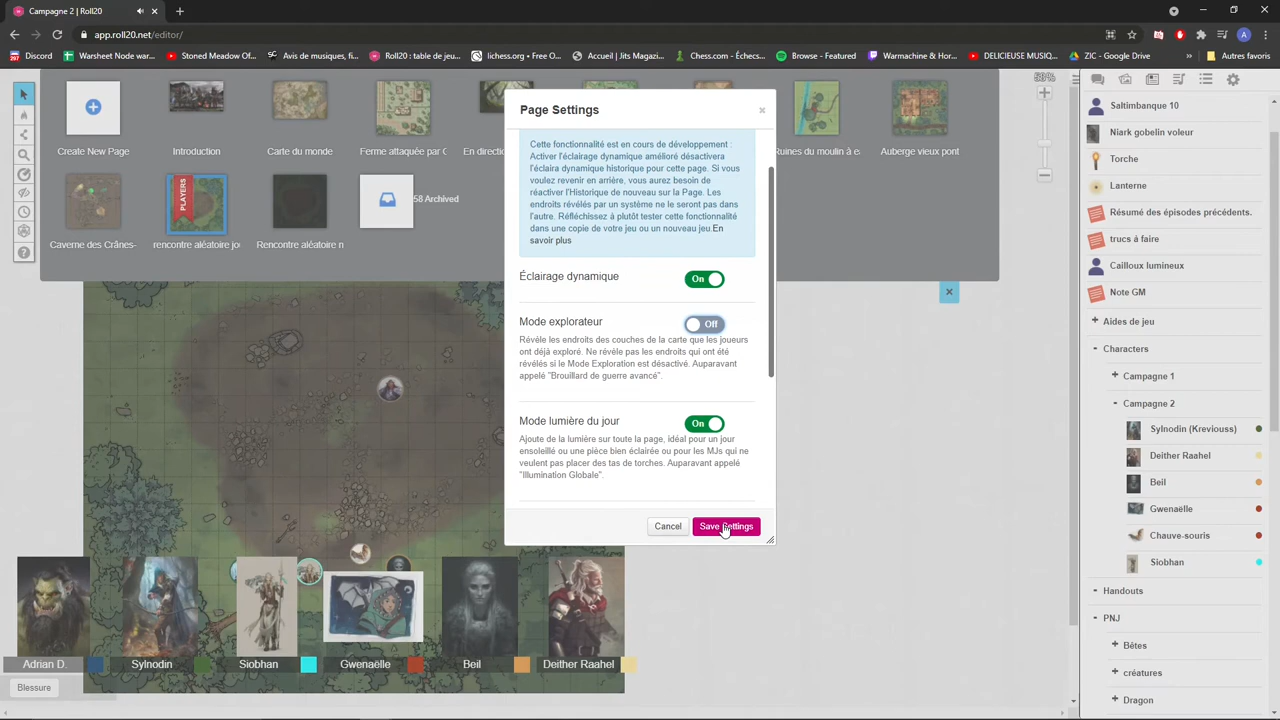 Campagne 2 | Roll20
app.roll20.net/editor/
Discord
Warsheet Node War...
Stoned Meadow Of...
Avis de musiques, fi...
Roll20 : table de jeu...
lichess.org • Free O...
Accueil | Jits Magazi...
Chess.com - Échecs...
Spotify
Browse - Featured
Warmachine & Hor...
DELICIEUSE MUSIQ...
ZIC - Google Drive
Autres favoris
58%
Create New Page
Introduction
Carte du monde
Ferme attaquée par
En directi
Ruines du moulin à ea
Auberge vieux pont
PLAYERS
58 Archived
Caverne des Crânes-
rencontre aléatoire jou
Rencontre aléatoire n
Page Settings
Cette fonctionnalité est en cours de développement :
Activer l'éclairage dynamique amélioré désactivera
l'éclaira dynamique historique pour cette page. Si vous
voulez revenir en arrière, vous aurez besoin de
réactiver l'Historique de nouveau sur la Page. Les
endroits révélés par un système ne le seront pas dans
l'autre. Réfléchissez à plutôt tester cette fonctionnalité
dans une copie de votre jeu ou un nouveau jeu.En
savoir plus
Éclairage dynamique
On
Mode explorateur
Off
Révèle les endroits des couches de la carte que les joueurs
ont déjà exploré. Ne révèle pas les endroits qui ont été
révélés si le Mode Exploration est désactivé. Auparavant
appelé "Brouillard de guerre avancé".
Mode lumière du jour
On
Ajoute de la lumière sur toute la page, idéal pour un jour
ensoleillé ou une pièce bien éclairée ou pour les MJs qui ne
veulent pas placer des tas de torches. Auparavant appelé
"Illumination Globale".
Cancel
Save Settings
Saltimbanque 10
Niark gobelin voleur
Torche
Lanterne
Résumé des épisodes précédents.
trucs à faire
Cailloux lumineux
Note GM
Aides de jeu
Characters
Campagne 1
Campagne 2
Sylnodin (Kreviouss)
Deither Raahel
Beil
Gwenaëlle
Chauve-souris
Siobhan
Handouts
PNJ
Bêtes
créatures
Dragon
Adrian D.
Sylnodin
Siobhan
Gwenaëlle
Beil
Deither Raahel
Blessure